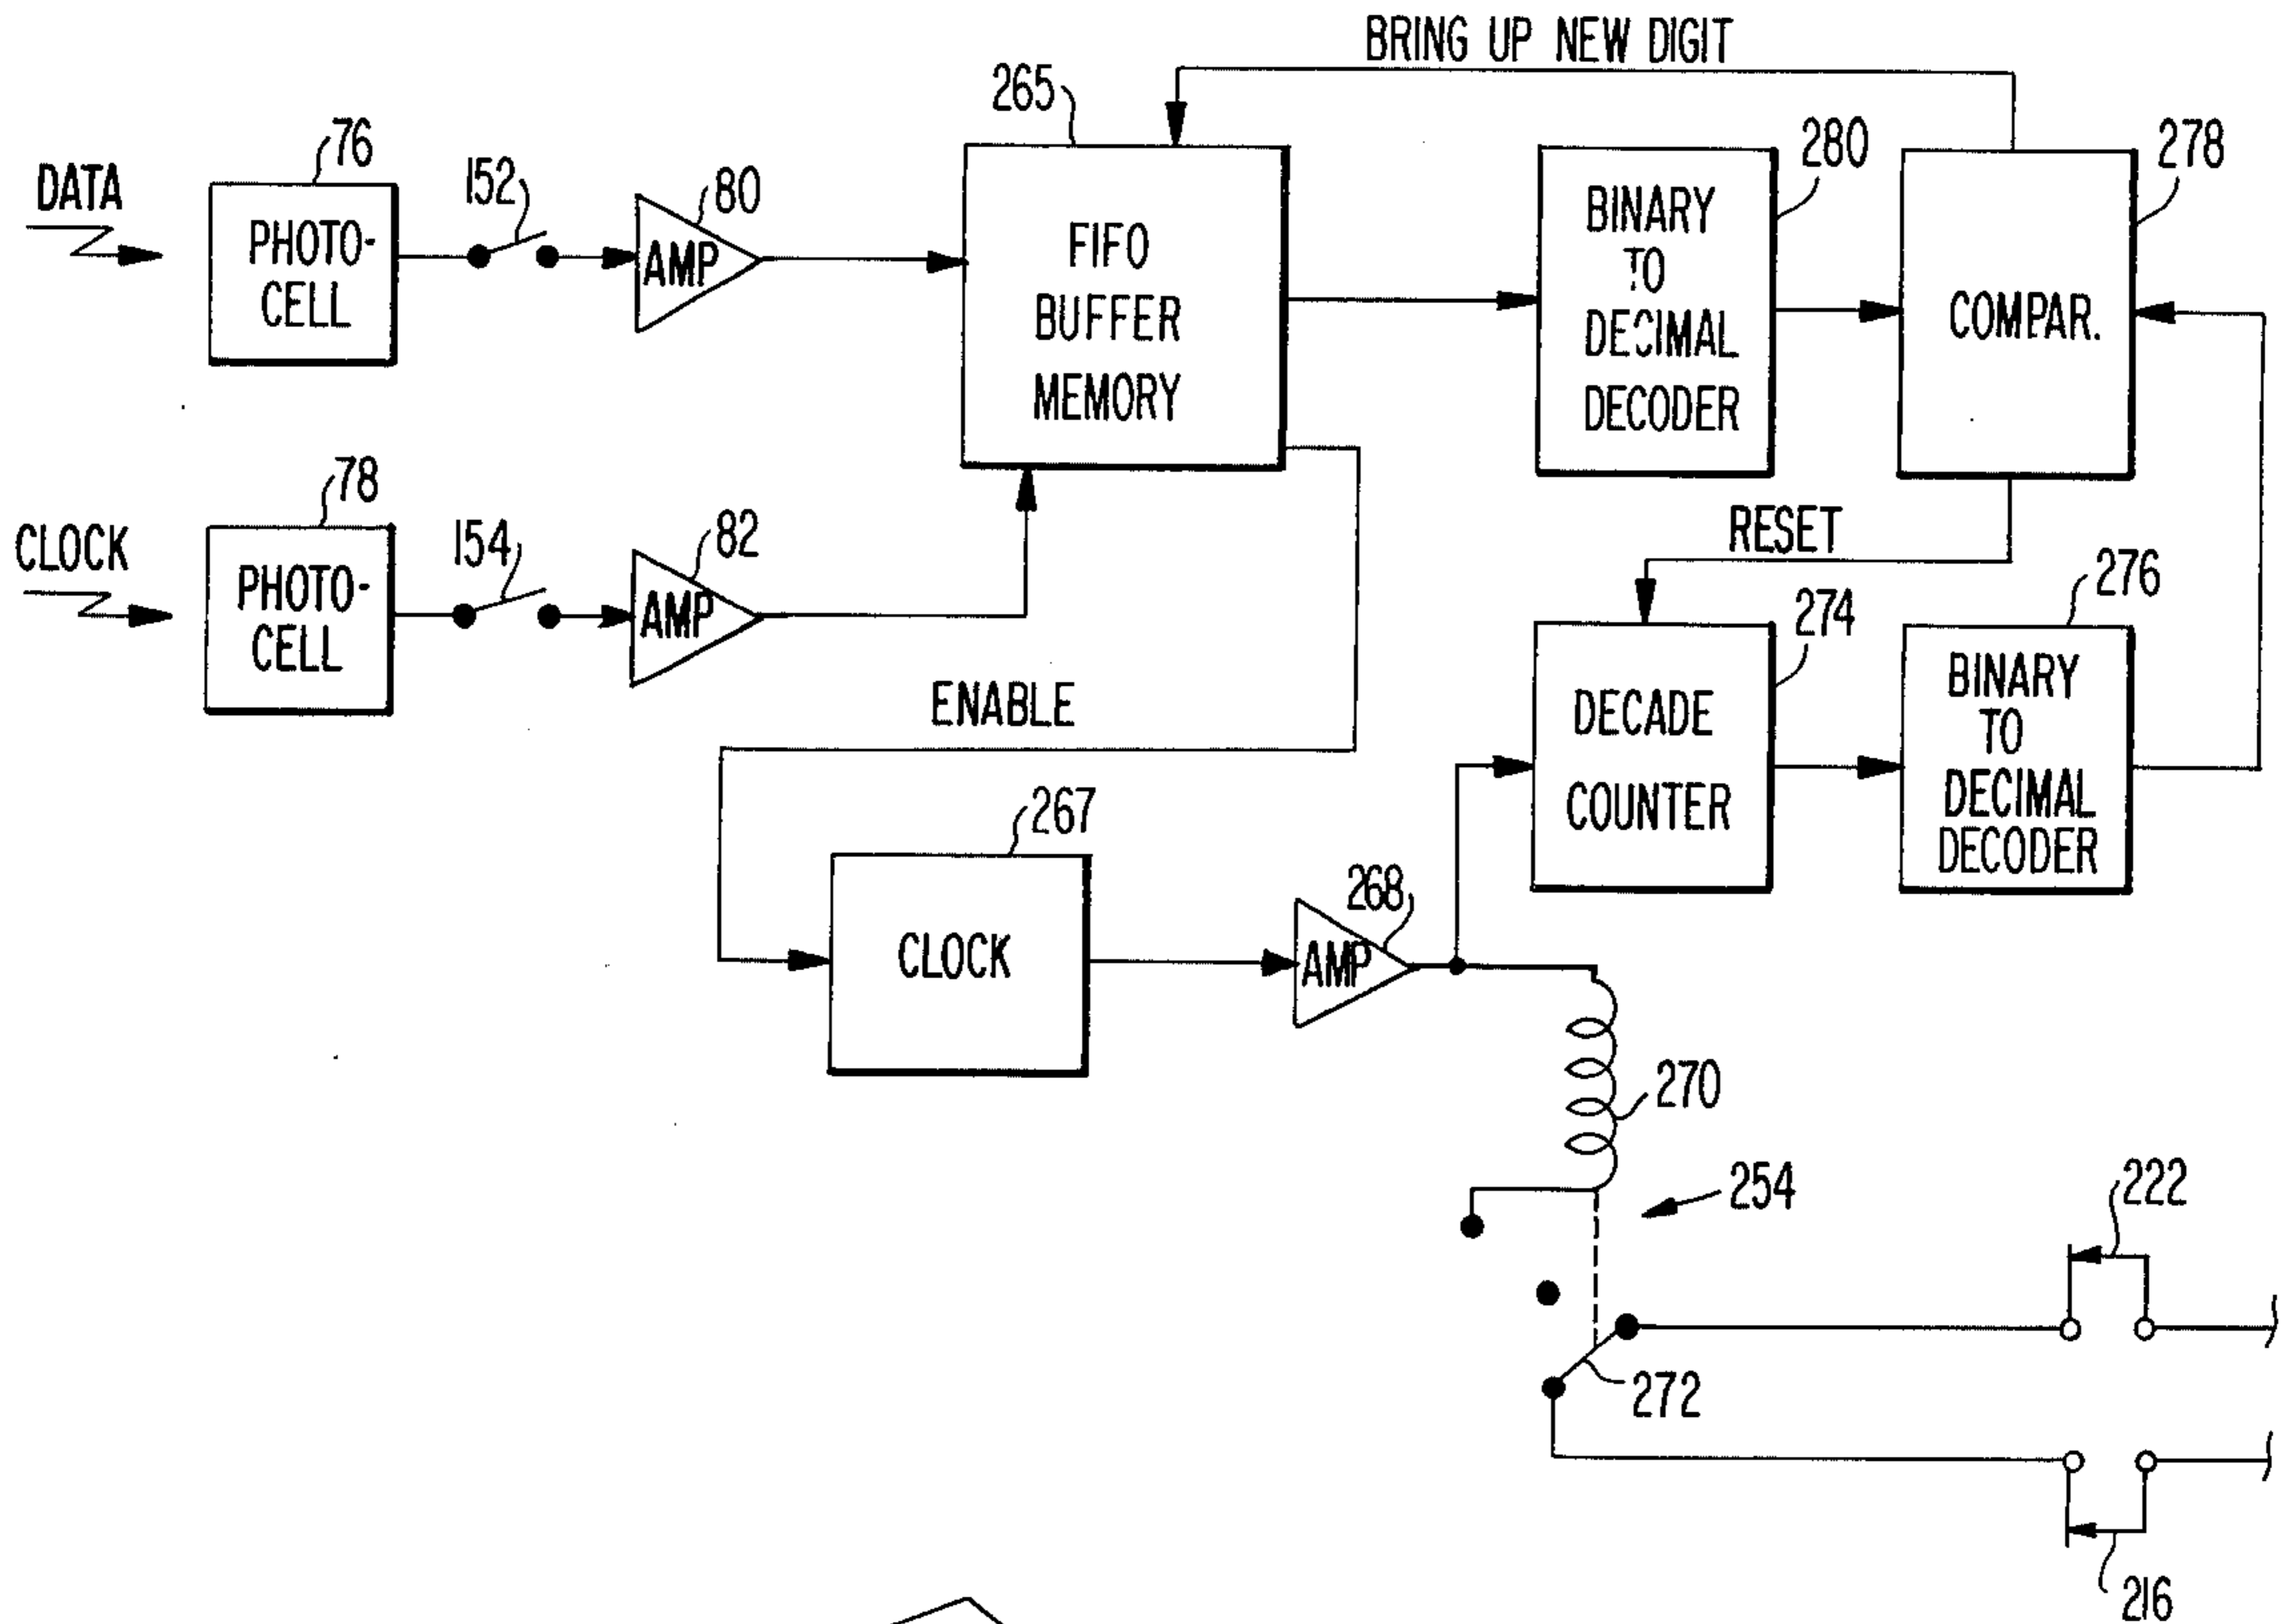 BRING UP NEW DIGIT
265
76
152
80
280
278
DATA
PHOTO-
CELL
AMP
FIFO
BUFFER
MEMORY
BINARY
TO
DECIMAL
DECODER
COMPAR.
78
154
82
CLOCK
PHOTO-
CELL
AMP
RESET
274
276
ENABLE
DECADE
COUNTER
BINARY
TO
DECIMAL
DECODER
267
268
CLOCK
AMP
270
254
222
272
216